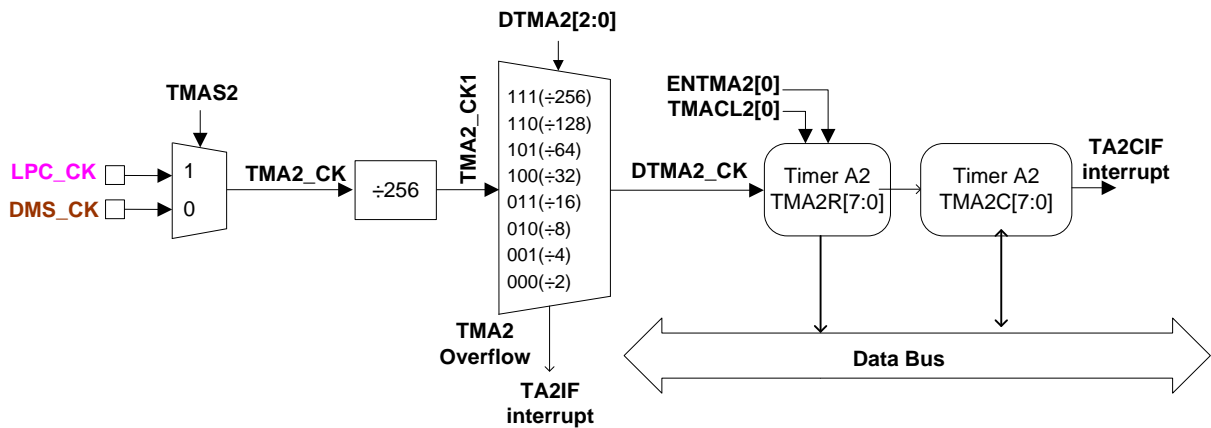 DTMA2[2:0]
TMAS2
LPC_CK
DMS_CK
1
0
TMA2_CK
÷256
TMA2_CK1
111(÷256)
110(÷128)
101(÷64)
100(÷32)
011(÷16)
010(÷8)
001(÷4)
000(÷2)
TMA2
Overflow
TA2IF
interrupt
DTMA2_CK
ENTMA2[0]
TMACL2[0]
Timer A2
TMA2R[7:0]
Timer A2
TMA2C[7:0]
TA2CIF
interrupt
Data Bus